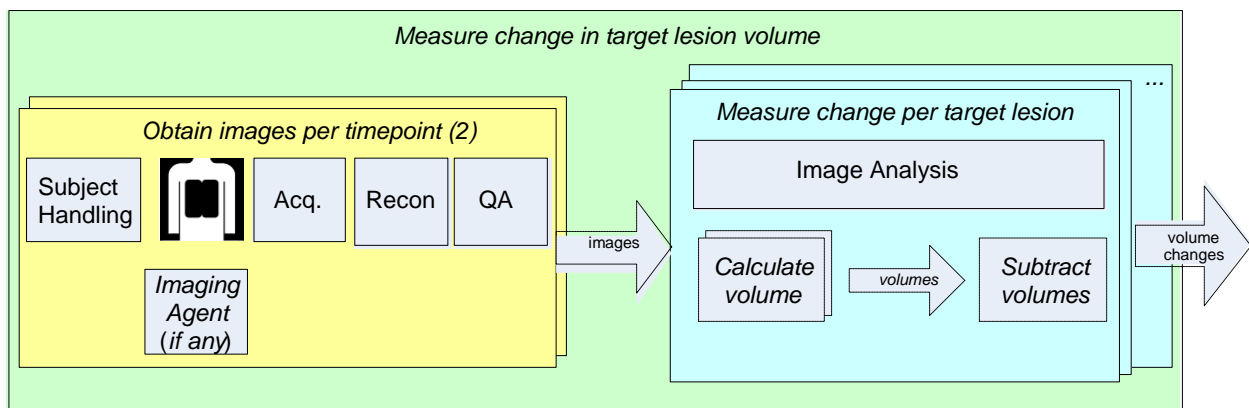 Measure change in target lesion volume
...
Obtain images per timepoint (2)
Measure change per target lesion
Subject
Handling
Acq.
Recon
QA
Image Analysis
images
volume
changes
Imaging
Agent
(if any)
Calculate
volume
volumes
Subtract
volumes